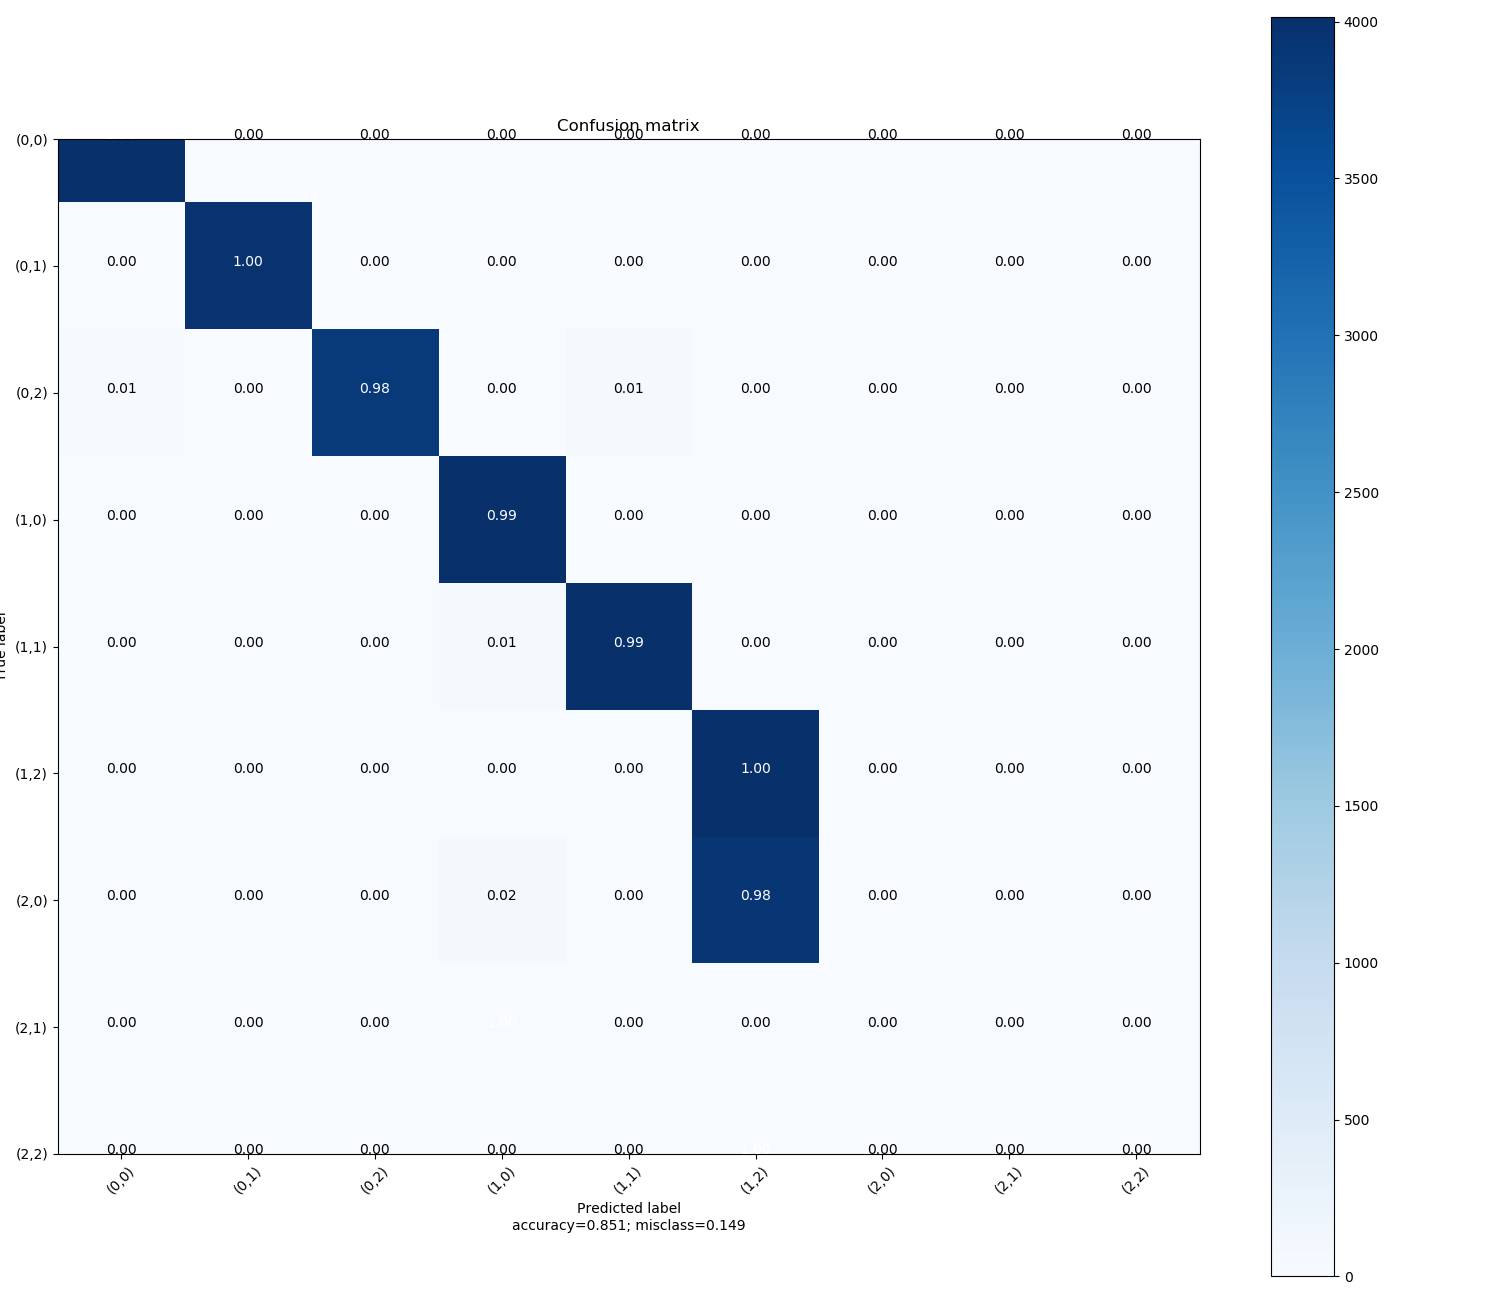 4000
0.00 0.00 0.00 0.00 0.00 0.00 0.00 0.00
Confusion matrix
(0,0)
3500
(0,1) 0.00 1.00 0.00 0.00 0.00 0.00 0.00 0.00 0.00
3000
(0,2) 0.01 0.00 0.98 0.00 0.01 0.00 0.00 0.00 0.00
2500
(1,0) 0.00 0.00 0.00 0.99 0.00 0.00 0.00 0.00 0.00
(1,1) 0.00 0.00 0.00 0.01 0.99 0.00 0.00 0.00 0.00
True label
2000
(1,2) 0.00 0.00 0.00 0.00 0.00 1.00 0.00 0.00 0.00
1500
(2,0) 0.00 0.00 0.00 0.02 0.00 0.98 0.00 0.00 0.00
1000
(2,1) 0.00 0.00 0.00 1.00 0.00 0.00 0.00 0.00 0.00
500
(2,2) 0.00 0.00 0.00 0.00 0.00 0.00 0.00 0.00
(0,0) (0,1) (0,2) (1,0) (1,1) (1,2) (2,0) (2,1) (2,2)
Predicted label
accuracy=0.851; misclass=0.149
0